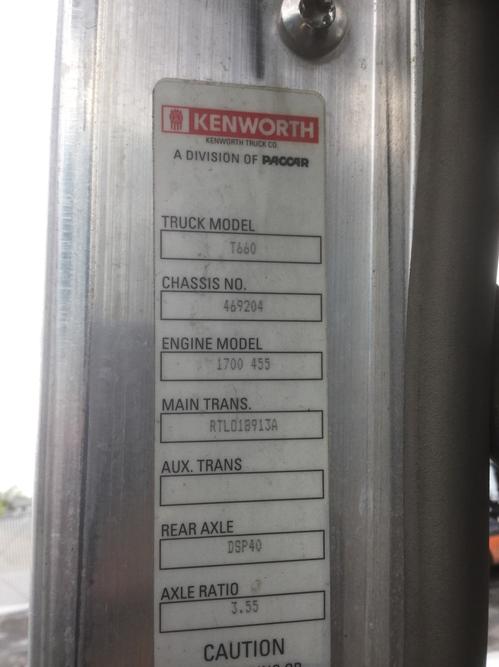 KENWORTH
KENWORTH TRUCK CO.
A DIVISION OF PACCAR
TRUCK MODEL
T660
CHASSIS NO.
469204
ENGINE MODEL
1700 455
MAIN TRANS.
RTLO18913A
AUX. TRANS
REAR AXLE
DSP40
AXLE RATIO
3.55
CAUTION